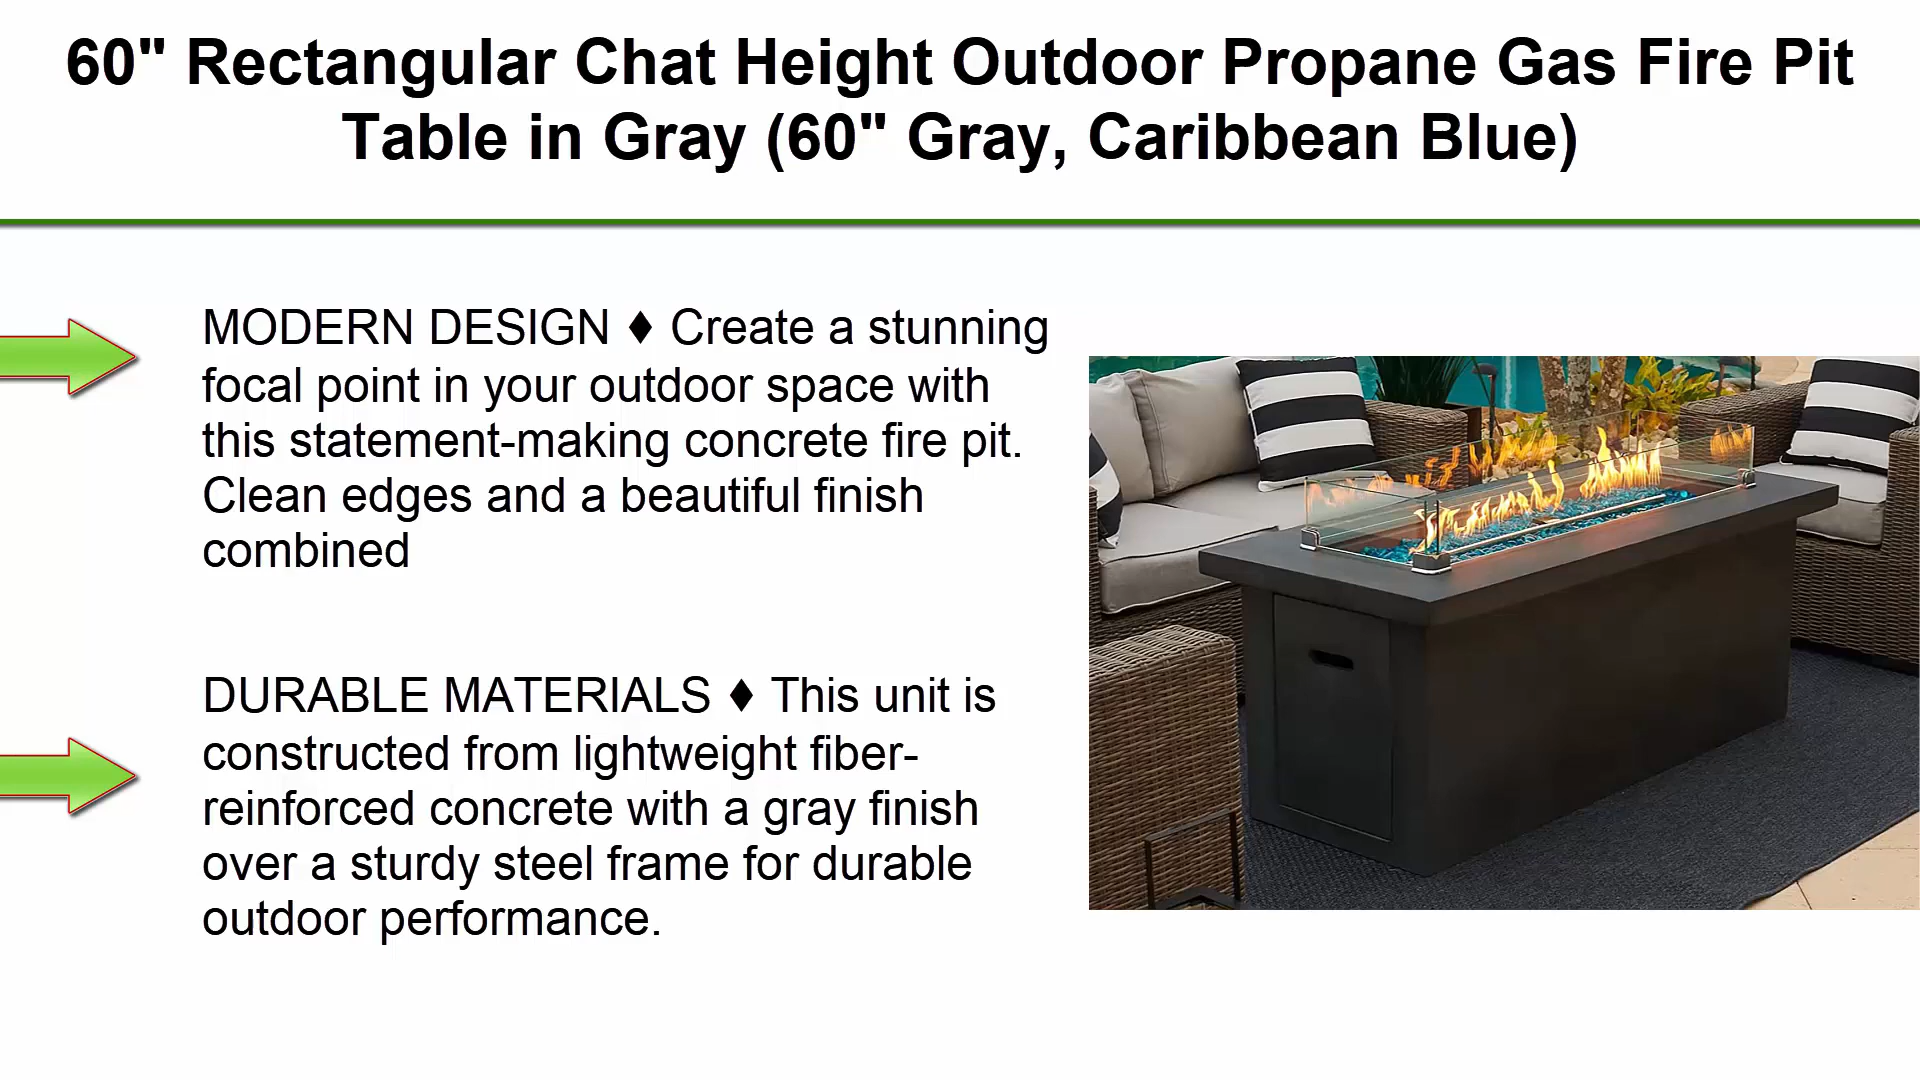 60" Rectangular Chat Height Outdoor Propane Gas Fire Pit
Table in Gray (60" Gray, Caribbean Blue)
MODERN DESIGN ♦ Create a stunning
focal point in your outdoor space with
this statement-making concrete fire pit.
Clean edges and a beautiful finish
combined
DURABLE MATERIALS ♦ This unit is
constructed from lightweight fiber-
reinforced concrete with a gray finish
over a sturdy steel frame for durable
outdoor performance.